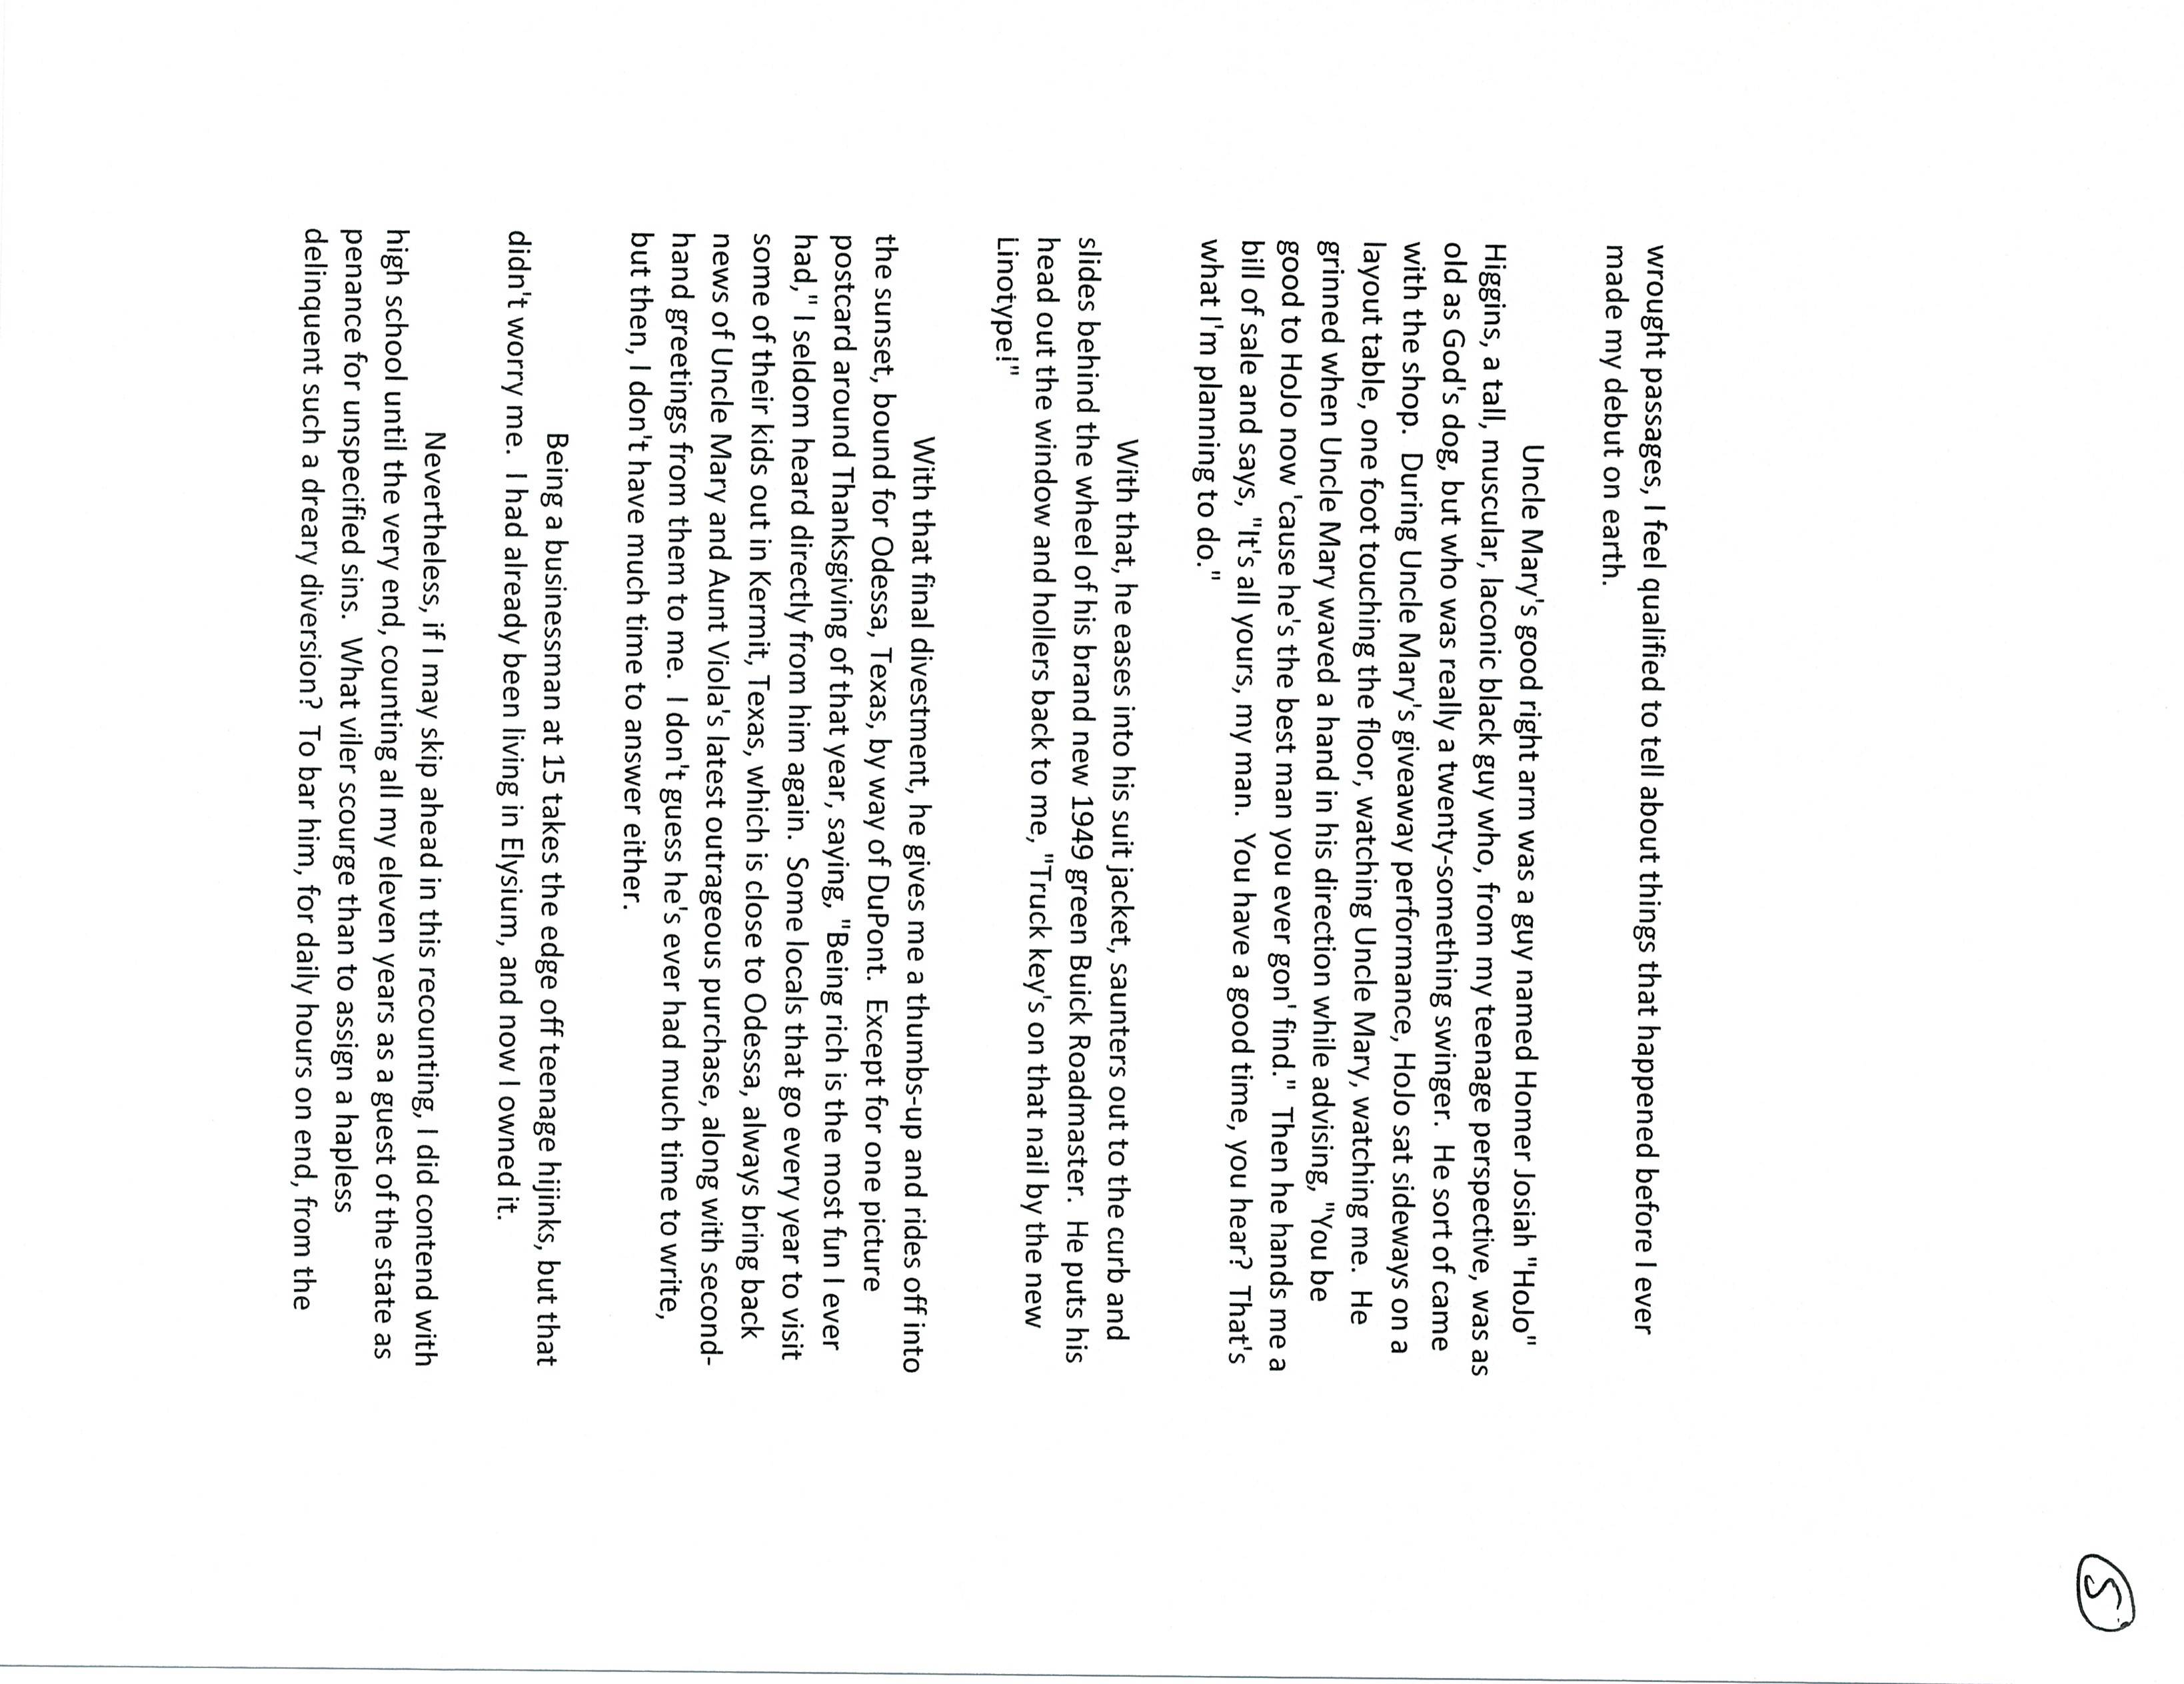 5
wrought passages, I feel qualified to tell about things that happened before I ever
made my debut on earth.
Uncle Mary's good right arm was a guy named Homer Josiah "HoJo"
Higgins, a tall, muscular, laconic black guy who, from my teenage perspective, was as
old as God's dog, but who was really a twenty-something swinger.  He sort of came
with the shop.  During Uncle Mary's giveaway performance, HoJo sat sideways on a
layout table, one foot touching the floor, watching Uncle Mary, watching me.  He
grinned when Uncle Mary waved a hand in his direction while advising, "You be
good to HoJo now 'cause he's the best man you ever gon' find."  Then he hands me a
bill of sale and says, "It's all yours, my man.  You have a good time, you hear?  That's
what I'm planning to do."
With that, he eases into his suit jacket, saunters out to the curb and
slides behind the wheel of his brand new 1949 green Buick Roadmaster.  He puts his
head out the window and hollers back to me, "Truck key's on that nail by the new
Linotype!"
With that final divestment, he gives me a thumbs-up and rides off into
the sunset, bound for Odessa, Texas, by way of DuPont.  Except for one picture
postcard around Thanksgiving of that year, saying, "Being rich is the most fun I ever
had," I seldom heard directly from him again.  Some locals that go every year to visit
some of their kids out in Kermit, Texas, which is close to Odessa, always bring back
news of Uncle Mary and Aunt Viola's latest outrageous purchase, along with second-
hand greetings from them to me.  I don't guess he's ever had much time to write,
but then, I don't have much time to answer either.
Being a businessman at 15 takes the edge off teenage hijinks, but that
didn't worry me.  I had already been living in Elysium, and now I owned it.
Nevertheless, if I may skip ahead in this recounting, I did contend with
high school until the very end, counting all my eleven years as a guest of the state as
penance for unspecified sins.  What viler scourge than to assign a hapless
delinquent such a dreary diversion?  To bar him, for daily hours on end, from the